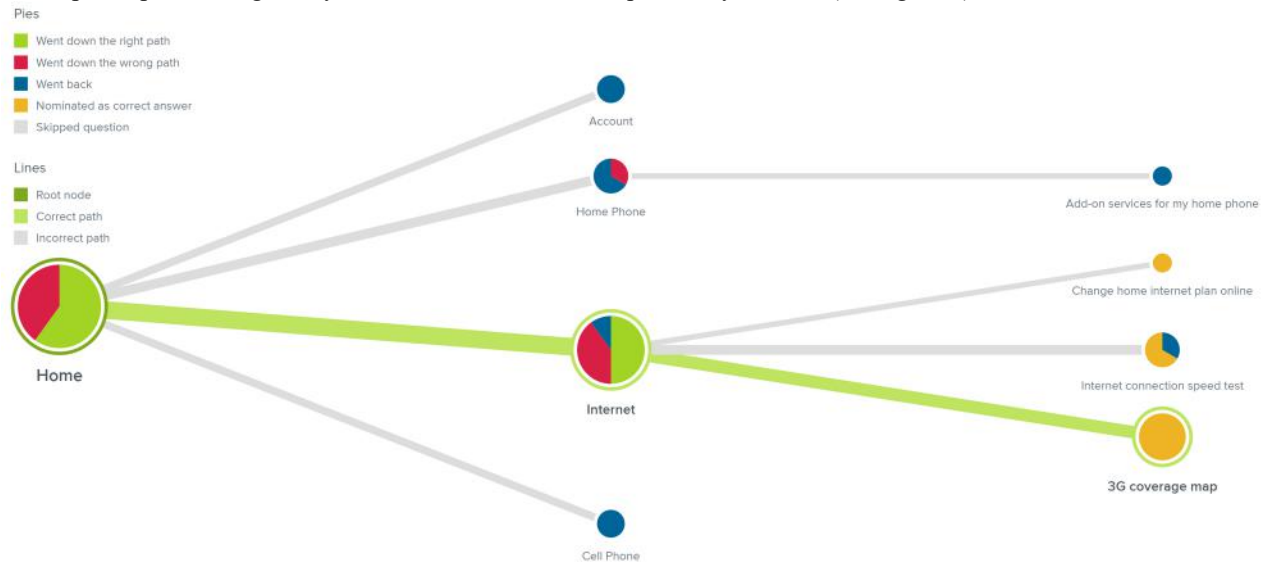 Pies
Went down the right path
Went down the wrong path
Went back
Nominated as correct answer
Skipped question
Lines
Root node
Correct path
Incorrect path
Account
Home Phone
Add-on services for my home phone
Change home internet plan online
Home
Internet
Internet connection speed test
3G coverage map
Cell Phone